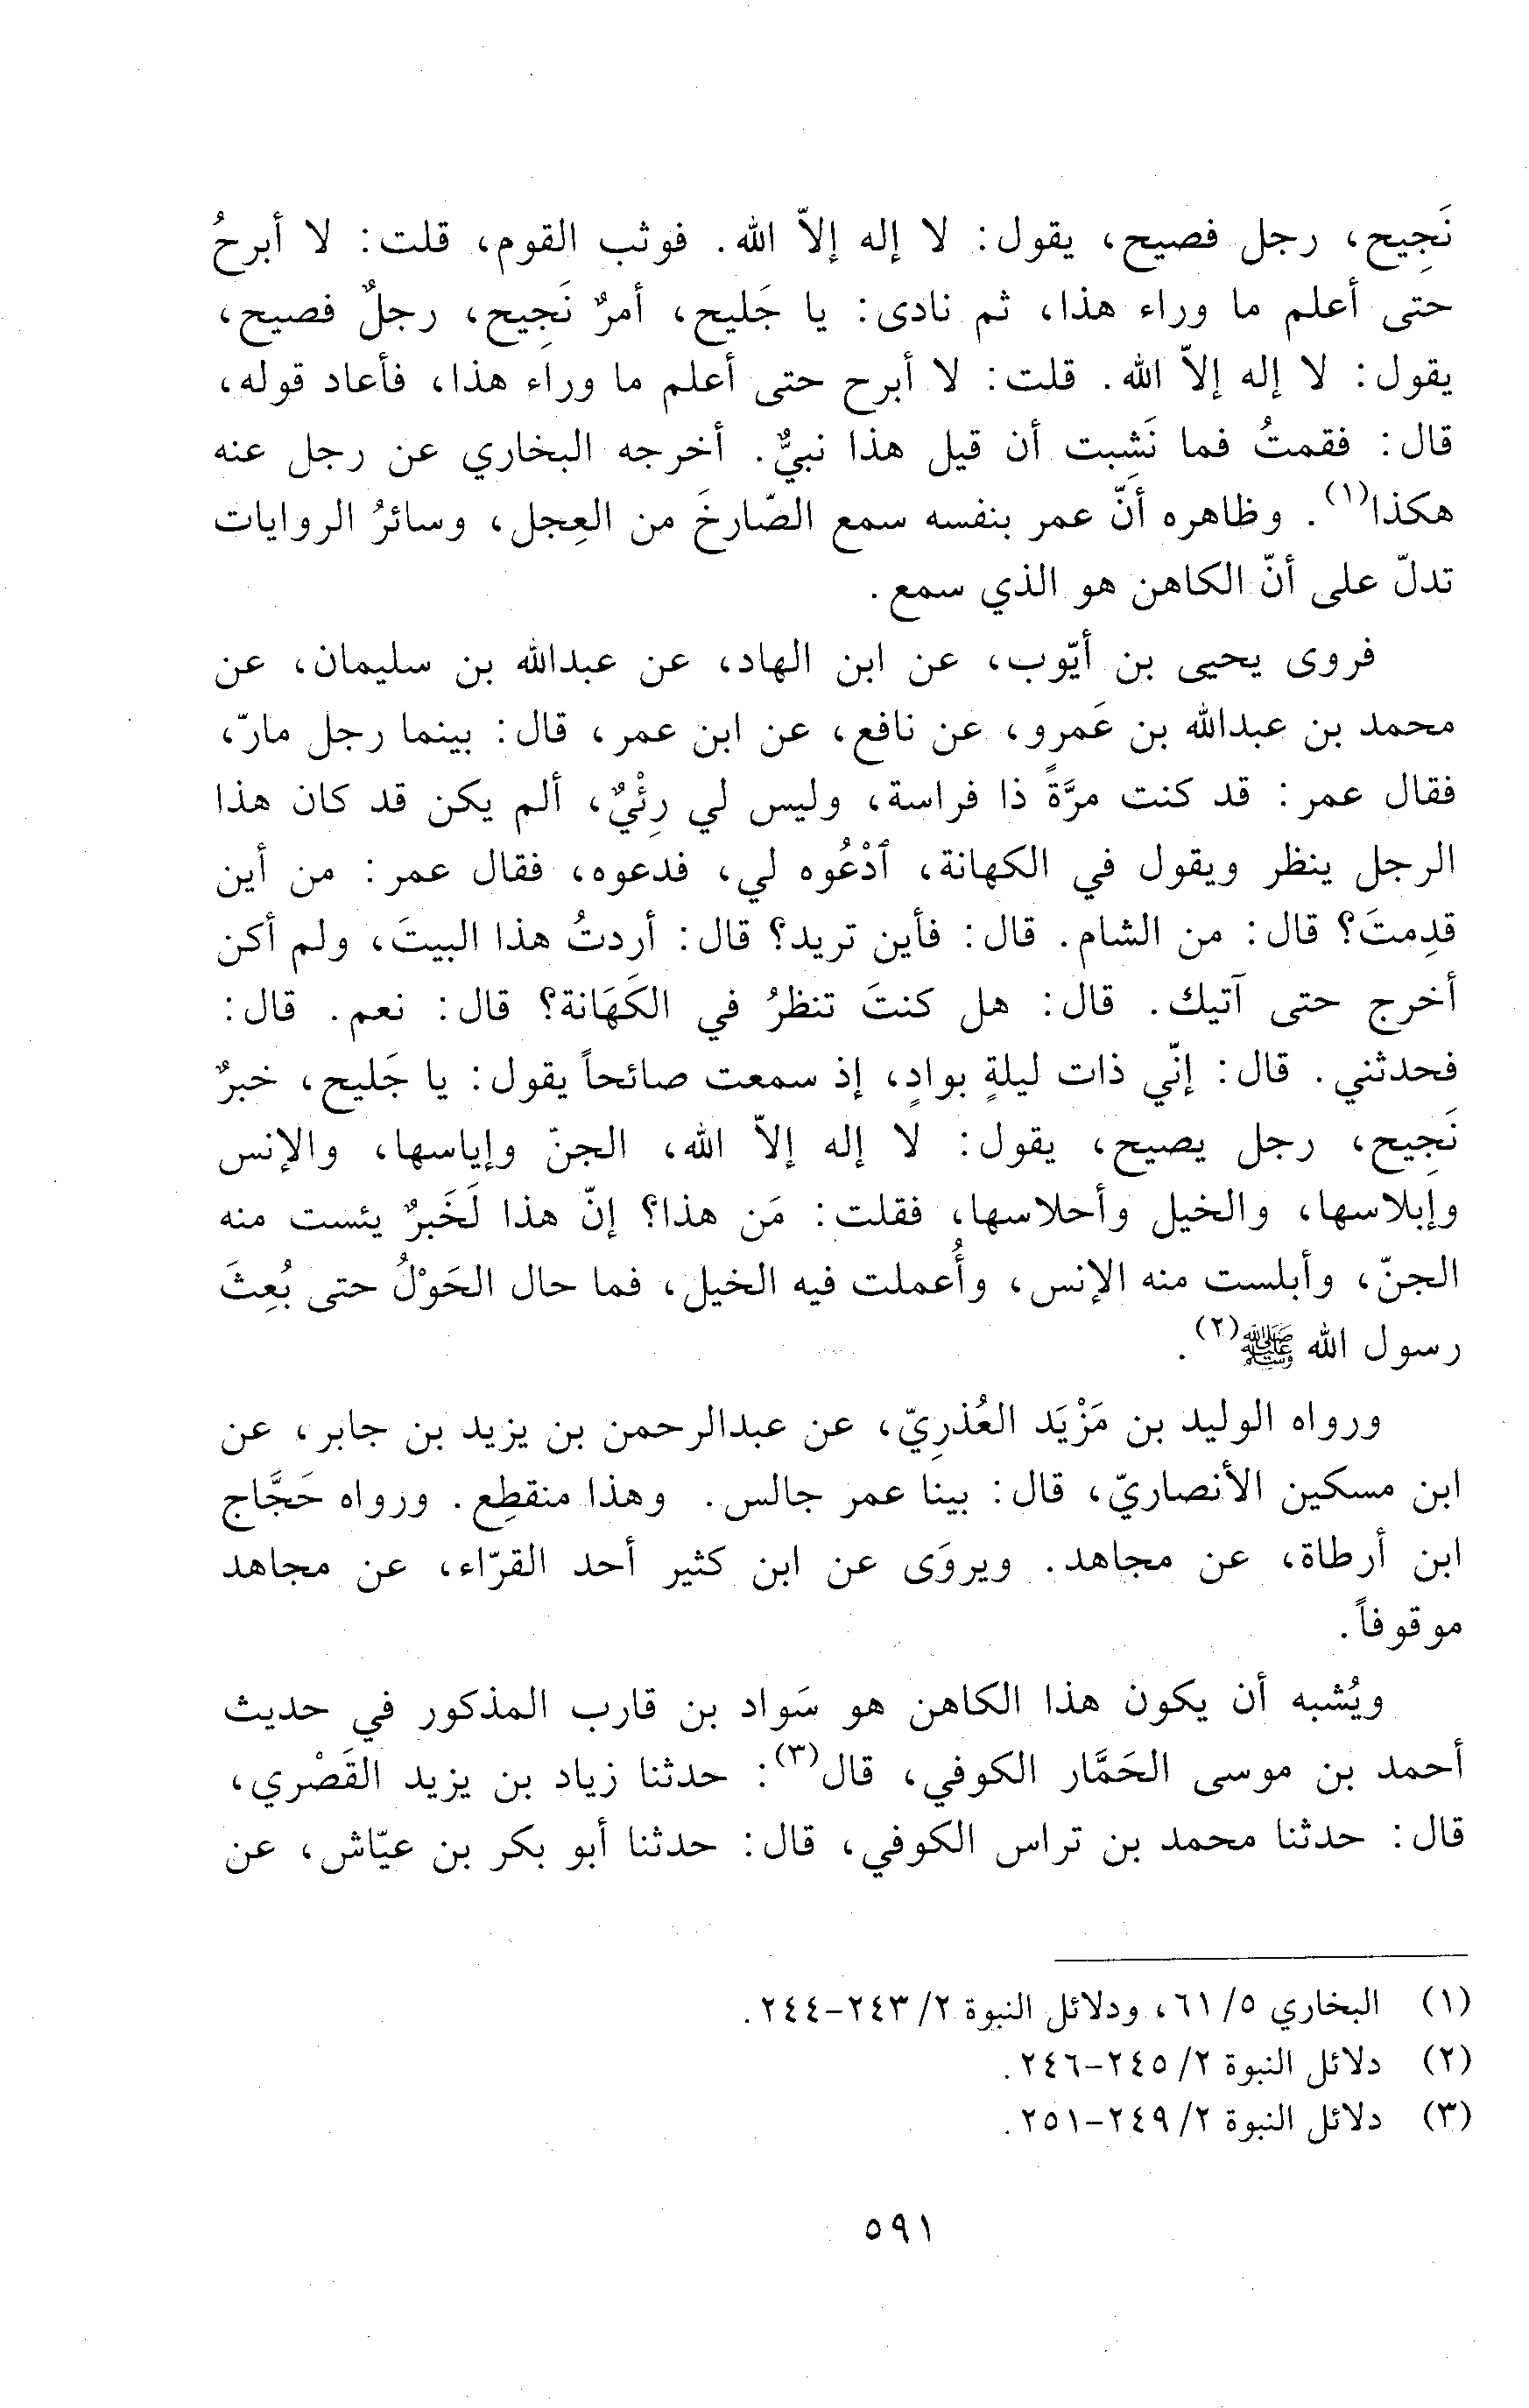 نَجِيح، رجل فصيح، يقول: لا إله إلاّ الله. فوثب القوم، قلت: لا أبرحُ
حتى أعلم ما وراء هذا، ثم نادى: يا جَليح، أمرٌ نَجِيح، رجلٌ فصيح،
يقول: لا إله إلاّ الله. قلت: لا أبرح حتى أعلم ما وراء هذا، فأعاد قوله،
قال: فقمتُ فما نَشِبت أن قيل هذا نبيٌّ. أخرجه البخاري عن رجل عنه
هكذا(١). وظاهره أنّ عمر بنفسه سمع الصّارخَ من العِجل، وسائرُ الروايات
تدلّ على أنّ الكاهن هو الذي سمع.
فروى يحيى بن أيّوب، عن ابن الهاد، عن عبدالله بن سليمان، عن
محمد بن عبدالله بن عَمرو، عن نافع، عن ابن عمر، قال: بينما رجل مارّ،
فقال عمر: قد كنت مرَّةً ذا فراسة، وليس لي رِئْيٌ، ألم يكن قد كان هذا
الرجل ينظر ويقول في الكهانة، ٱدْعُوه لي، فدعوه، فقال عمر: من أين
قدِمتَ؟ قال: من الشام. قال: فأين تريد؟ قال: أردتُ هذا البيتَ، ولم أكن
أخرج حتى آتيك. قال: هل كنتَ تنظرُ في الكَهَانة؟ قال: نعم. قال:
فحدثني. قال: إنّي ذات ليلةٍ بوادٍ، إذ سمعت صائحاً يقول: يا جَليح، خبرٌ
نَجِيح، رجل يصيح، يقول: لا إله إلاّ الله، الجنّ وإياسها، والإنس
وإبلاسها، والخيل وأحلاسها، فقلت: مَن هذا؟ إنّ هذا لَخَبرٌ يئست منه
الجنّ، وأبلست منه الإنس، وأُعملت فيه الخيل، فما حال الحَوْلُ حتى بُعِثَ
رسول الله ﷺ(٢).
ورواه الوليد بن مَزْيَد العُذرِيّ، عن عبدالرحمن بن يزيد بن جابر، عن
ابن مسكين الأنصاريّ، قال: بينا عمر جالس. وهذا منقطِع. ورواه حَجَّاج
ابن أرطاة، عن مجاهد. ويروَى عن ابن كثير أحد القرّاء، عن مجاهد
موقوفاً.
ويُشبه أن يكون هذا الكاهن هو سَواد بن قارب المذكور في حديث
أحمد بن موسى الحَمَّار الكوفي، قال(٣): حدثنا زياد بن يزيد القَصْري،
قال: حدثنا محمد بن تراس الكوفي، قال: حدثنا أبو بكر بن عيّاش، عن
(١) البخاري ٥/ ٦١، ودلائل النبوة ٢/ ٢٤٣-٢٤٤.
(٢) دلائل النبوة ٢/ ٢٤٥-٢٤٦.
(٣) دلائل النبوة ٢/ ٢٤٩-٢٥١.
٥٩١